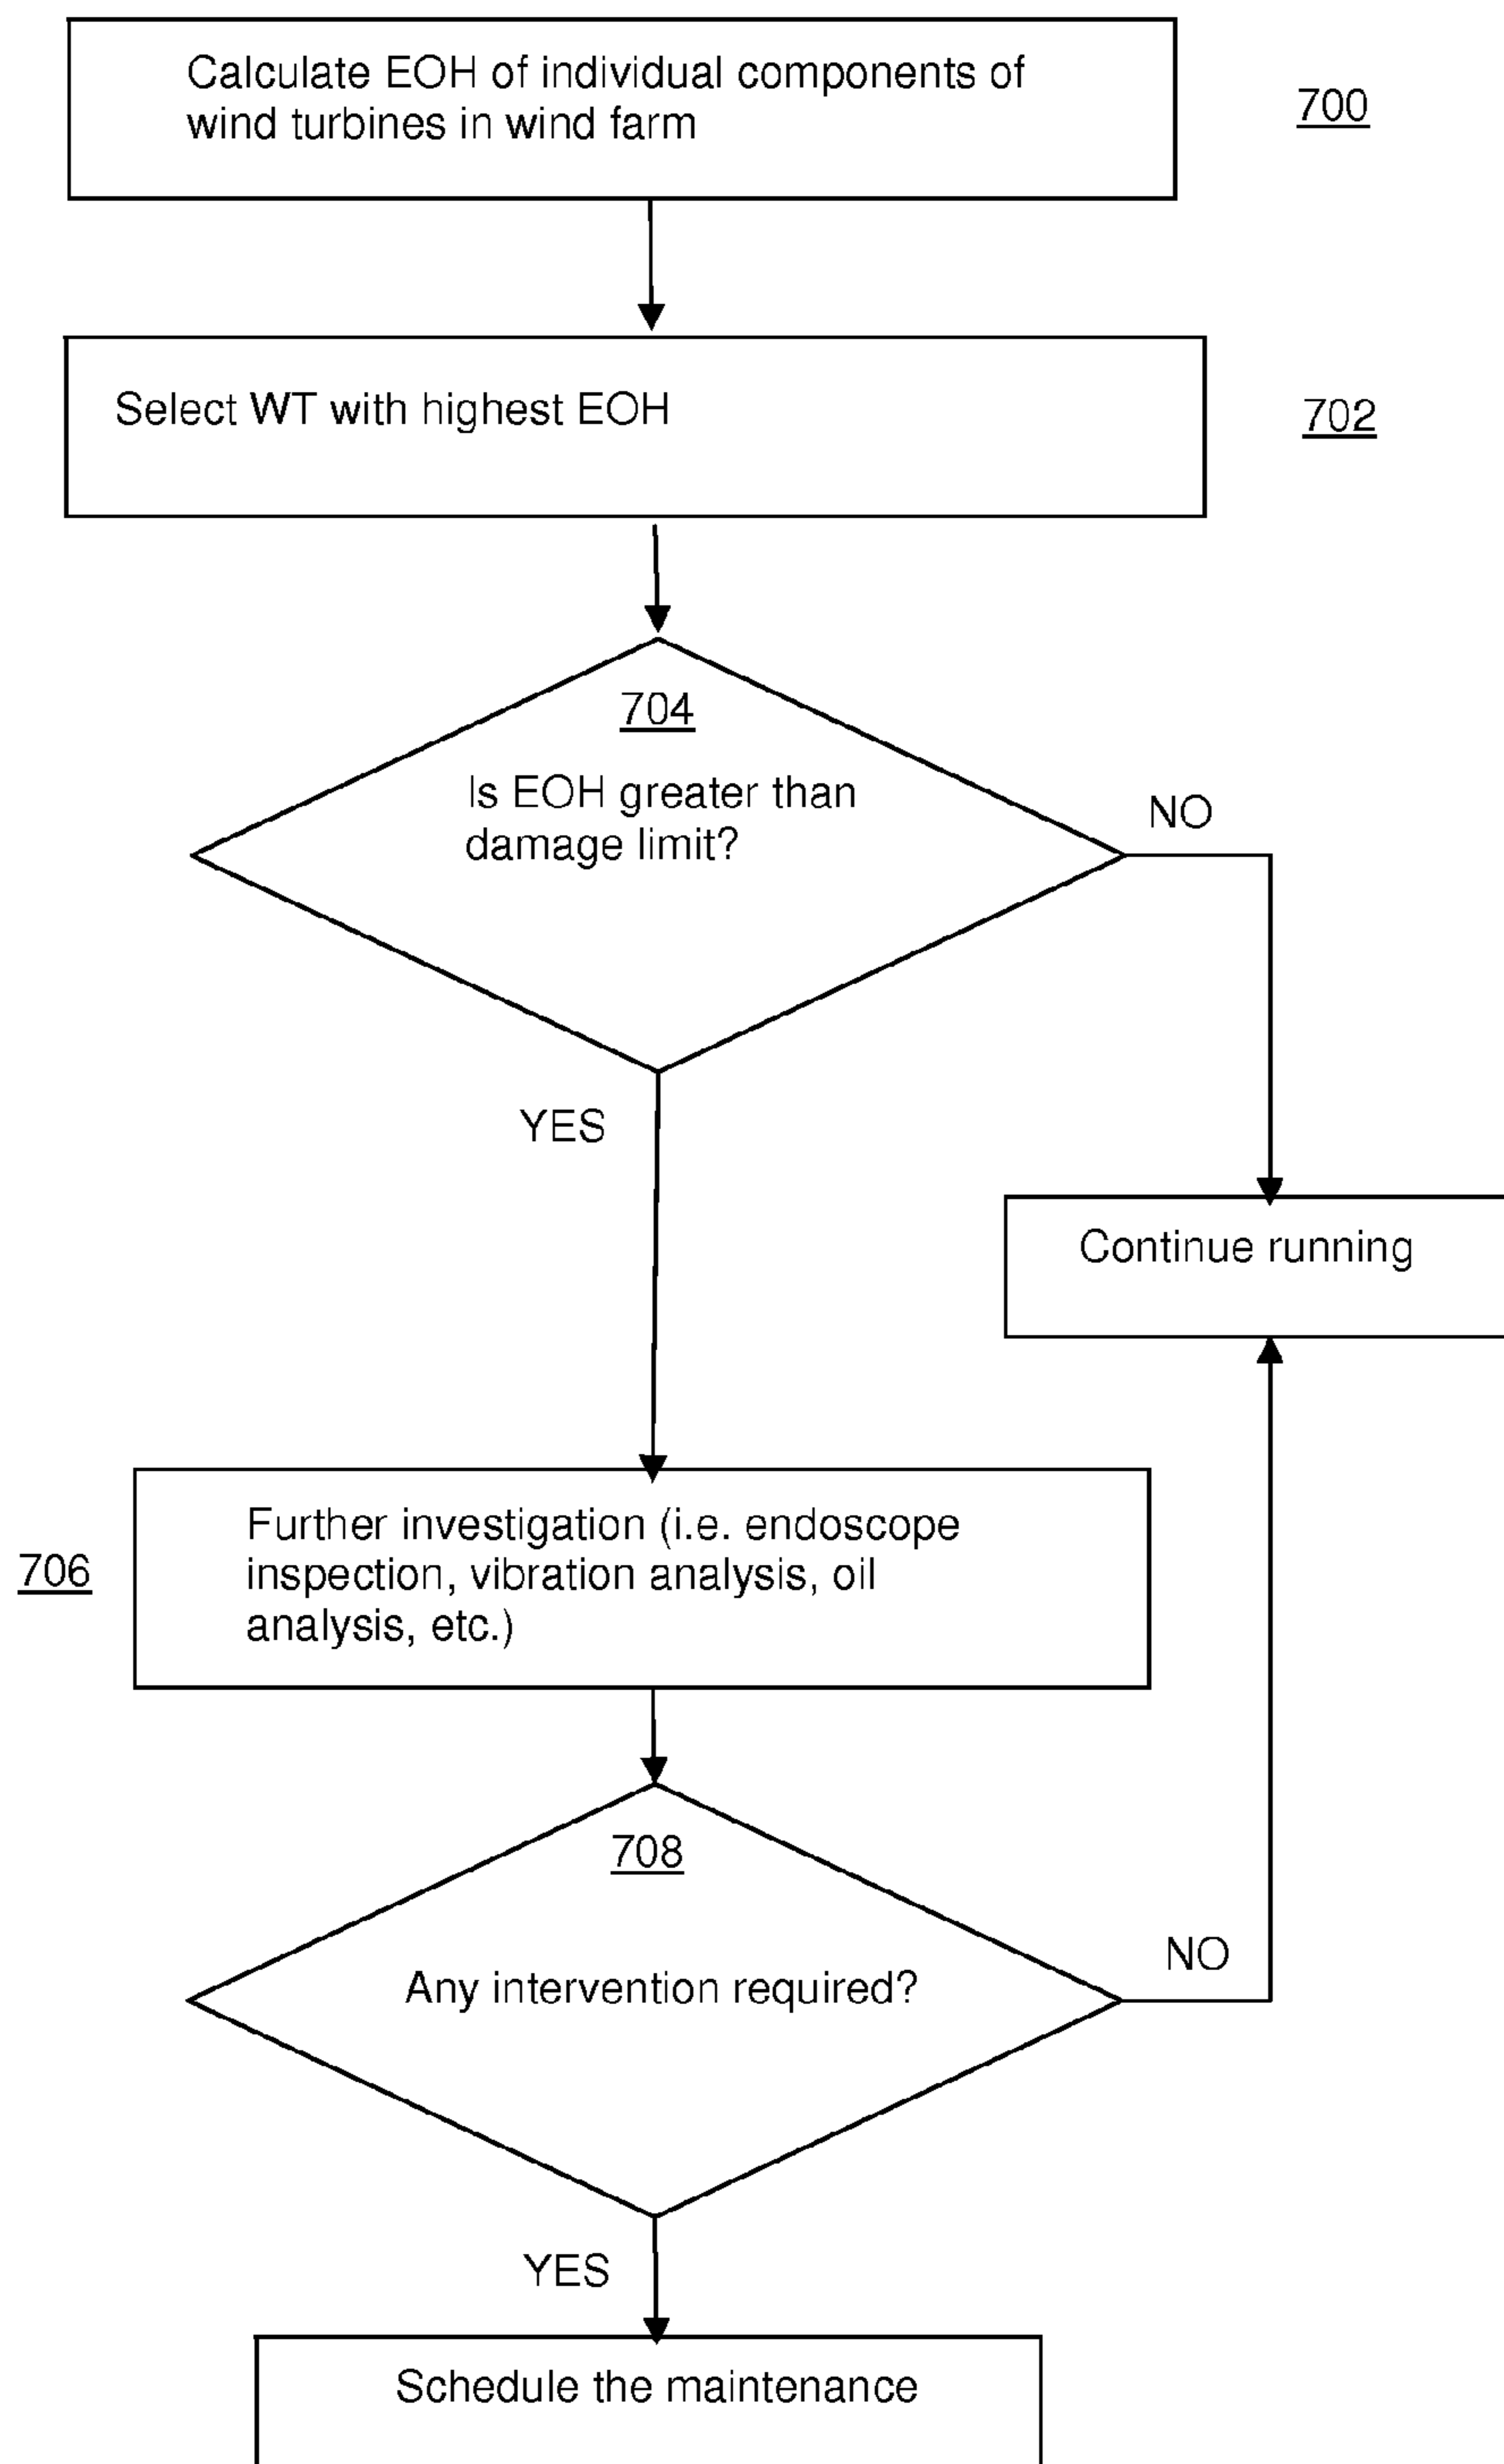 Calculate EOH of individual components of
wind turbines in wind farm
700
Select WT with highest EOH
702
704
Is EOH greater than
damage limit?
NO
YES
Continue running
Further investigation (i.e. endoscope
inspection, vibration analysis, oil
analysis, etc.)
706
708
Any intervention required?
NO
YES
Schedule the maintenance